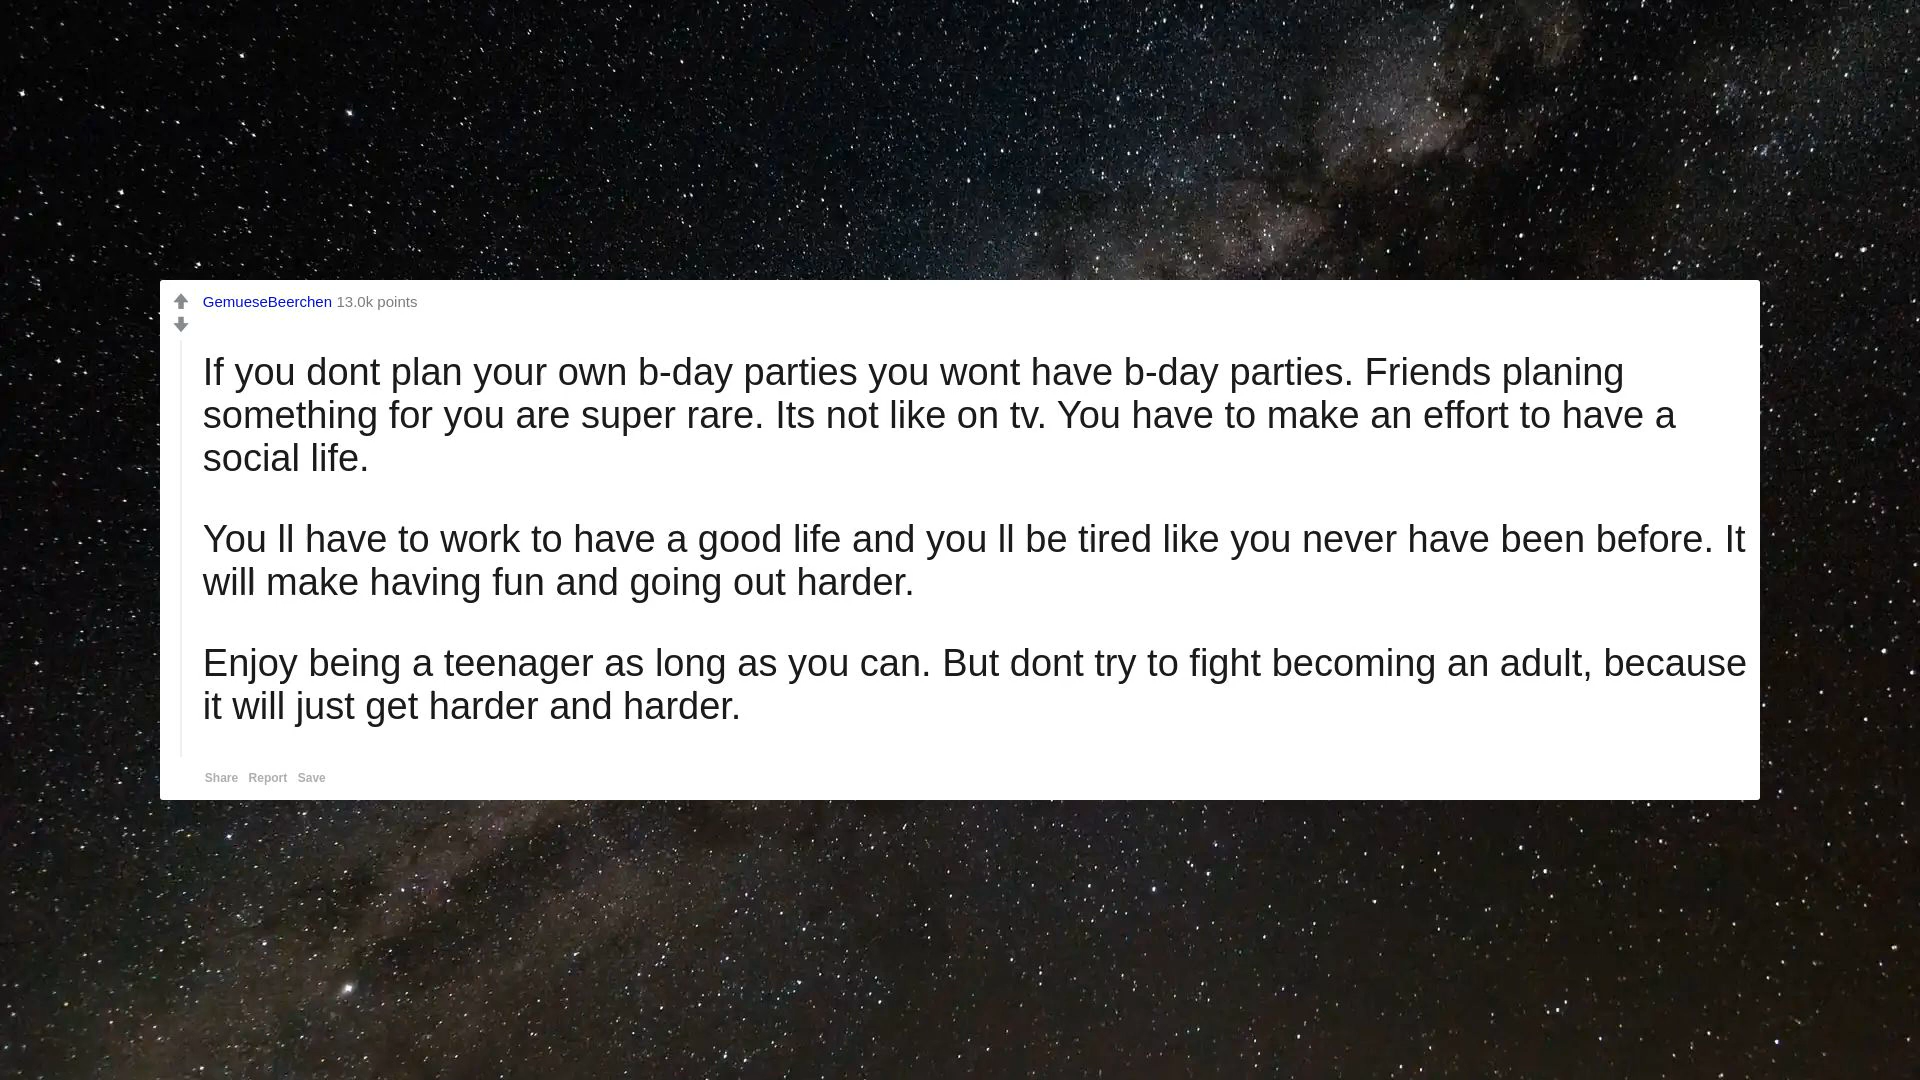 GemueseBeerchen 13.0k points
If you dont plan your own b-day parties you wont have b-day parties. Friends planing
something for you are super rare. Its not like on tv. You have to make an effort to have a
social life.
You ll have to work to have a good life and you ll be tired like you never have been before. It
will make having fun and going out harder.
Enjoy being a teenager as long as you can. But dont try to fight becoming an adult, because
it will just get harder and harder.
Share Report Save